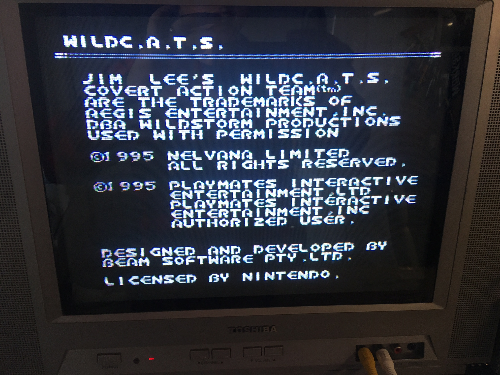 WILDC.A.T.S.
JIM LEE'S WILDC.A.T.S.
COVERT ACTION TEAM(tm)
ARE THE TRADEMARKS OF
AEGIS ENTERTAINMENT,INC.
DBA WILDSTORM PRODUCTIONS
USED WITH PERMISSION
©1995 NELVANA LIMITED
ALL RIGHTS RESERVED.
©1995 PLAYMATES INTERACTIVE
ENTERTAINMENT LTD
PLAYMATES INTERACTIVE
ENTERTAINMENT,INC
AUTHORIZED USER.
DESIGNED AND DEVELOPED BY
BEAM SOFTWARE PTY.LTD.
LICENSED BY NINTENDO.
TOSHIBA